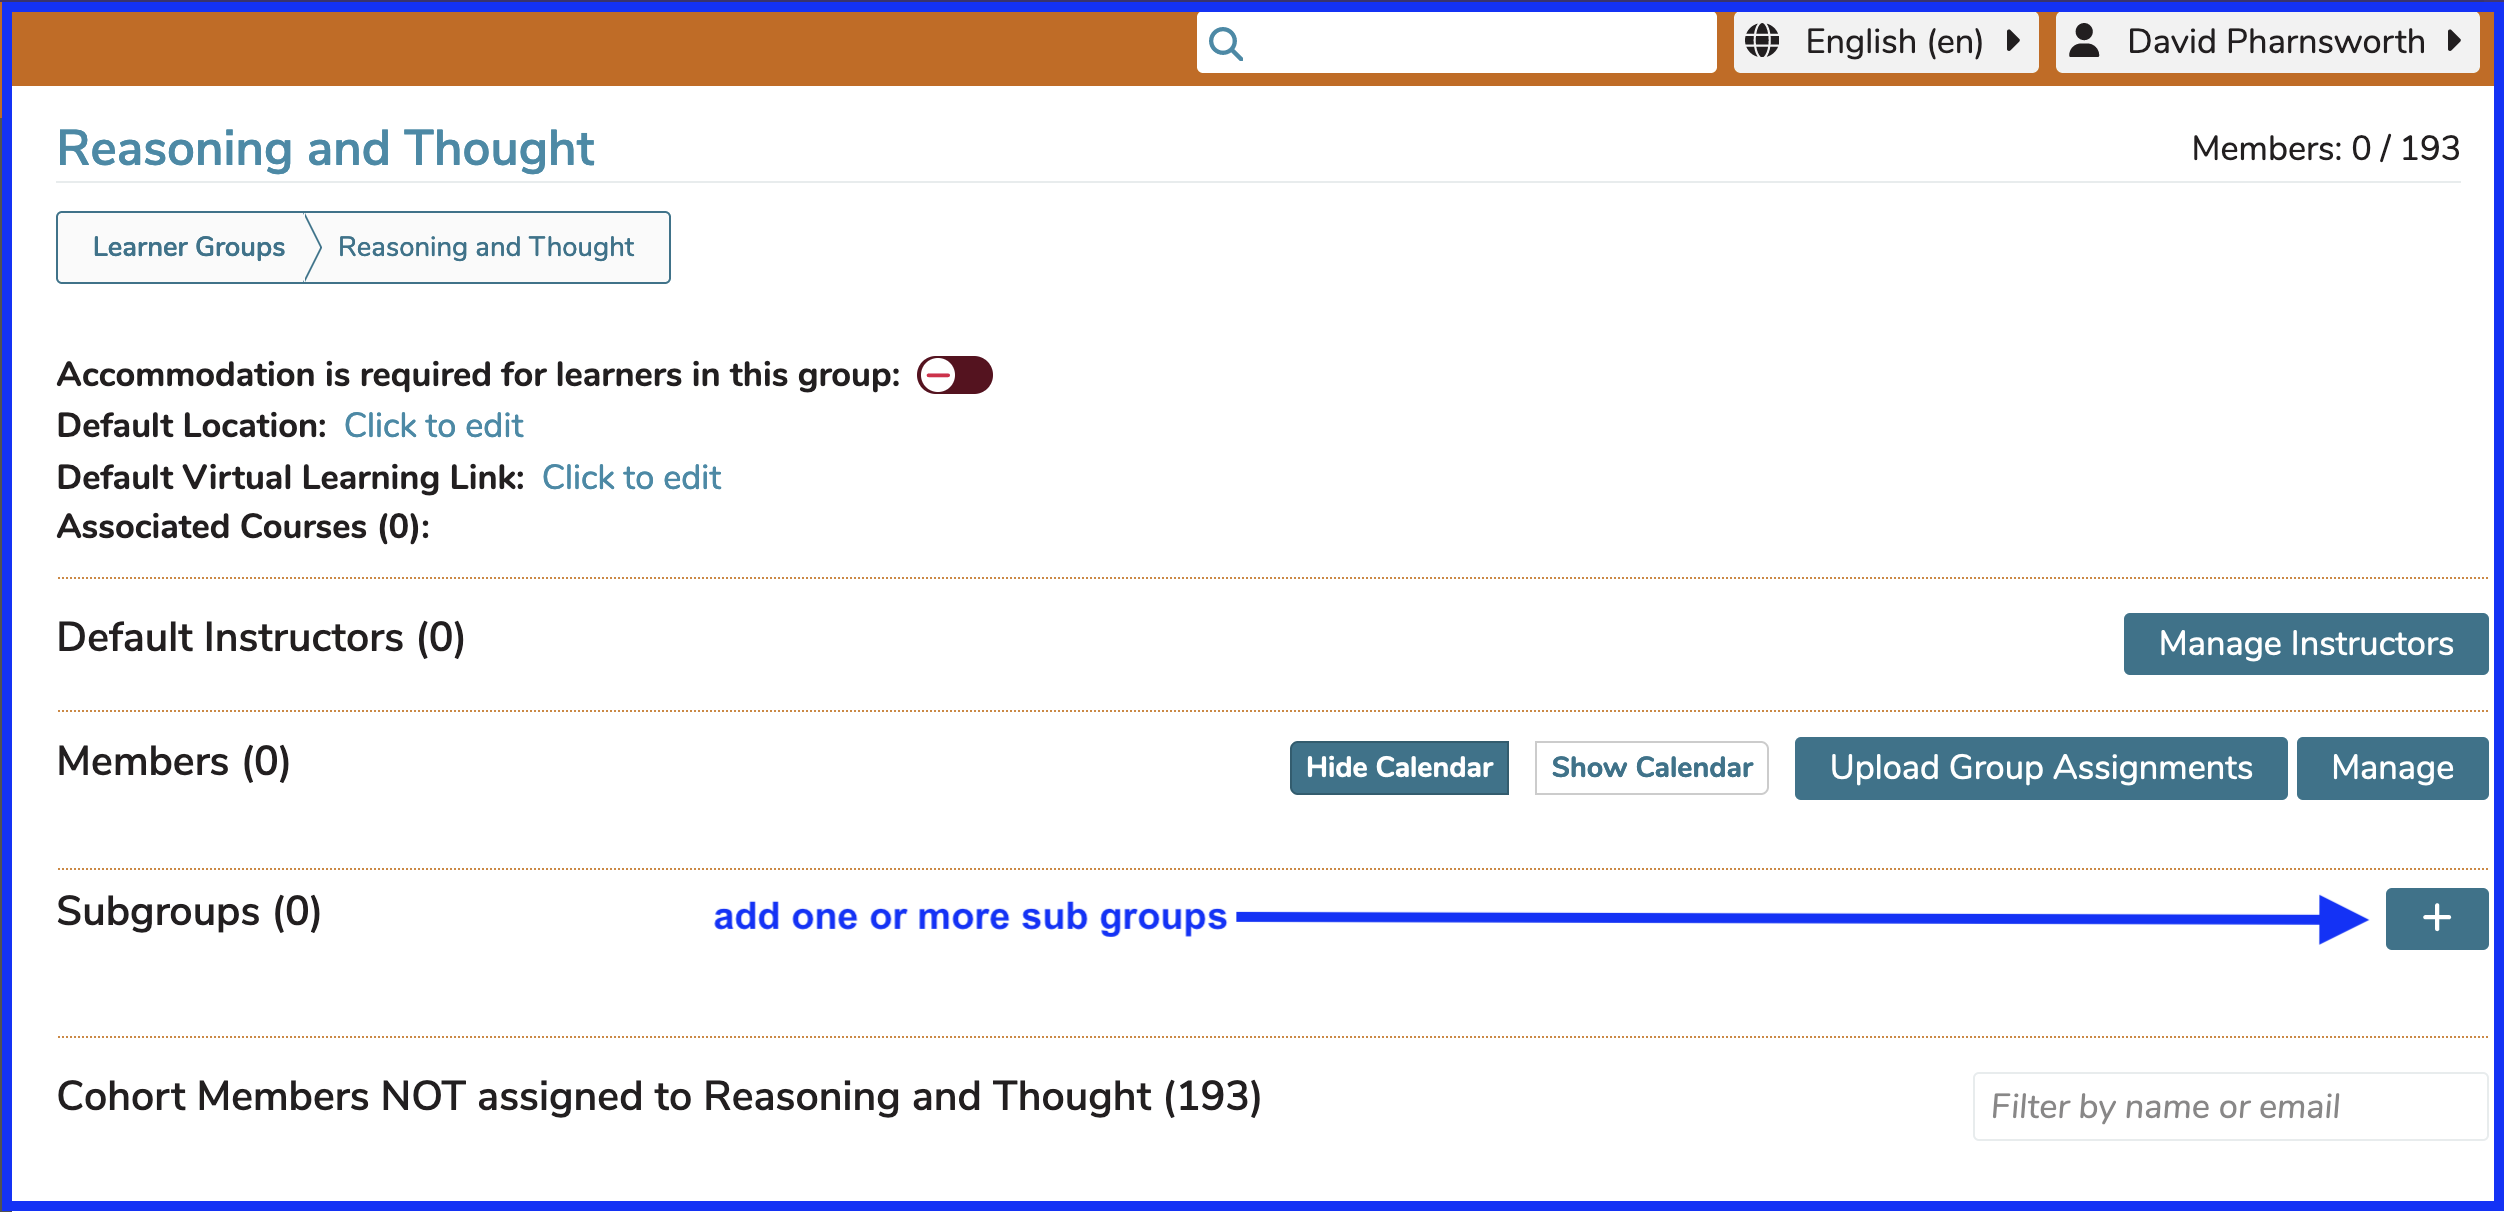 English (en)
David Pharnsworth
Reasoning and Thought
Members: 0 / 193
Learner Groups
Reasoning and Thought
Accommodation is required for learners in this group:
Default Location: Click to edit
Default Virtual Learning Link: Click to edit
Associated Courses (0):
Default Instructors (0)
Manage Instructors
Members (0)
Hide Calendar
Show Calendar
Upload Group Assignments
Manage
Subgroups (0)
add one or more sub groups
+
Cohort Members NOT assigned to Reasoning and Thought (193)
Filter by name or email